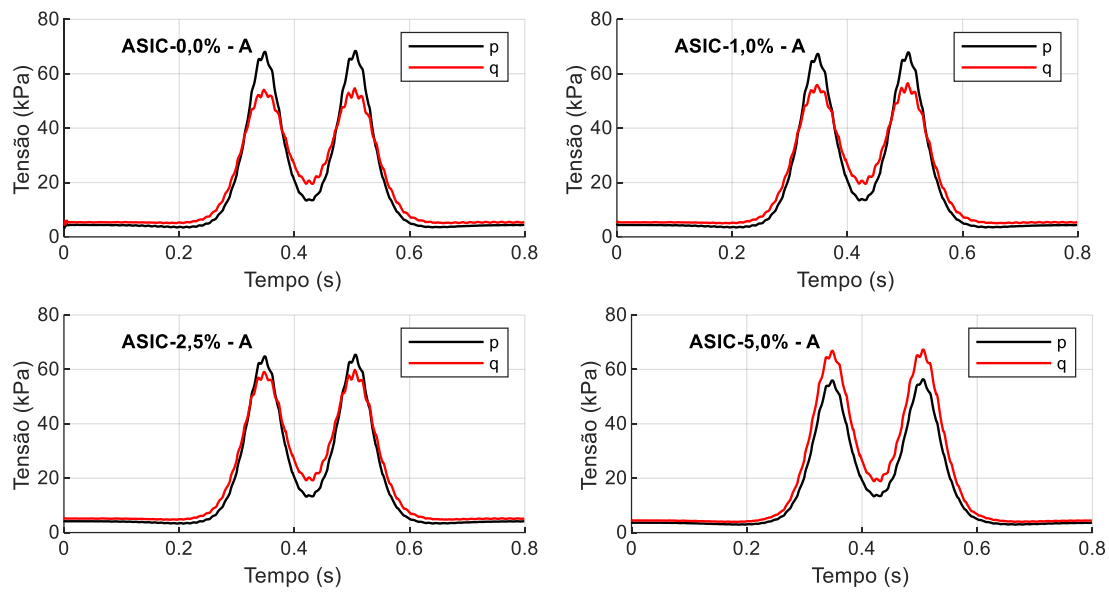 ASIC-0,0% - A
p
q
Tensão (kPa)
80
60
40
20
0
0
0.2
0.4
0.6
0.8
Tempo (s)
ASIC-1,0% - A
p
q
Tensão (kPa)
80
60
40
20
0
0
0.2
0.4
0.6
0.8
Tempo (s)
ASIC-2,5% - A
p
q
Tensão (kPa)
80
60
40
20
0
0
0.2
0.4
0.6
0.8
Tempo (s)
ASIC-5,0% - A
p
q
Tensão (kPa)
80
60
40
20
0
0
0.2
0.4
0.6
0.8
Tempo (s)